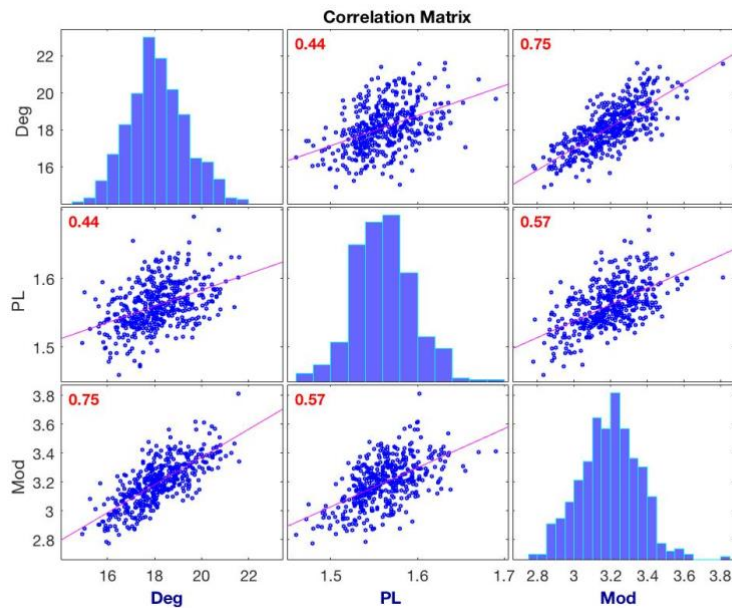 Correlation Matrix
Deg
22
20
18
16
0.44
0.75
PL
1.6
1.5
0.44
0.57
Mod
3.8
3.6
3.4
3.2
3
2.8
0.75
0.57
16 18 20 22
1.5 1.6 1.7
2.8 3 3.2 3.4 3.6 3.8
Deg PL Mod